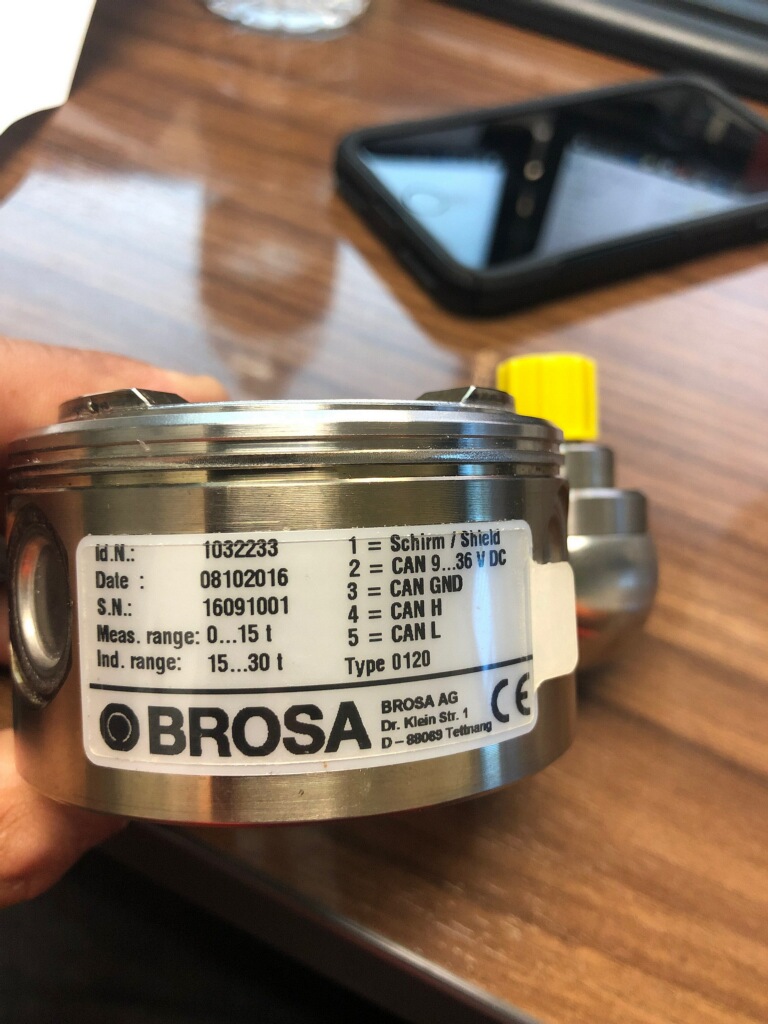 Id.N.: 1032233
Date : 08102016
S.N.: 16091001
Meas. range: 0...15 t
Ind. range: 15...30 t
1 = Schirm / Shield
2 = CAN 9...36 V DC
3 = CAN GND
4 = CAN H
5 = CAN L
Type 0120
BROSA
BROSA AG
Dr. Klein Str. 1
D – 88069 Tettnang
CE